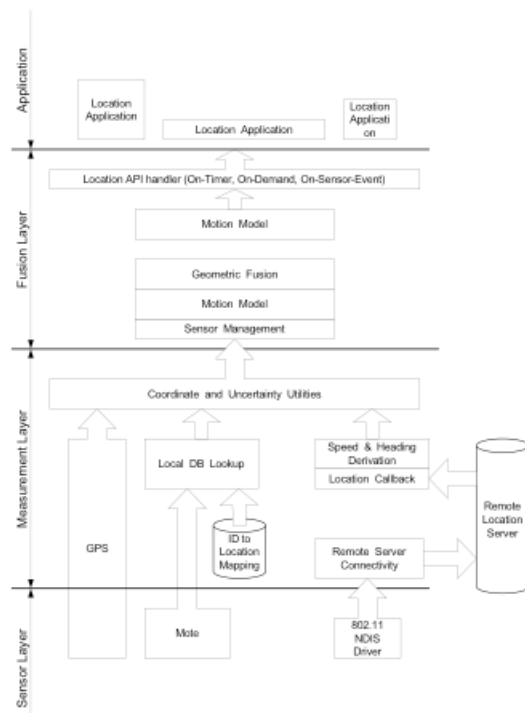 Application
Location
Application
Location Application
Location
Applicati
on
Fusion Layer
Location API handler (On-Timer, On-Demand, On-Sensor-Event)
Motion Model
Geometric Fusion
Motion Model
Sensor Management
Measurement Layer
Coordinate and Uncertainty Utilities
GPS
Local DB Lookup
ID to
Location
Mapping
Speed & Heading
Derivation
Location Callback
Remote Server
Connectivity
Remote
Location
Server
Sensor Layer
Mote
802.11
NDIS
Driver